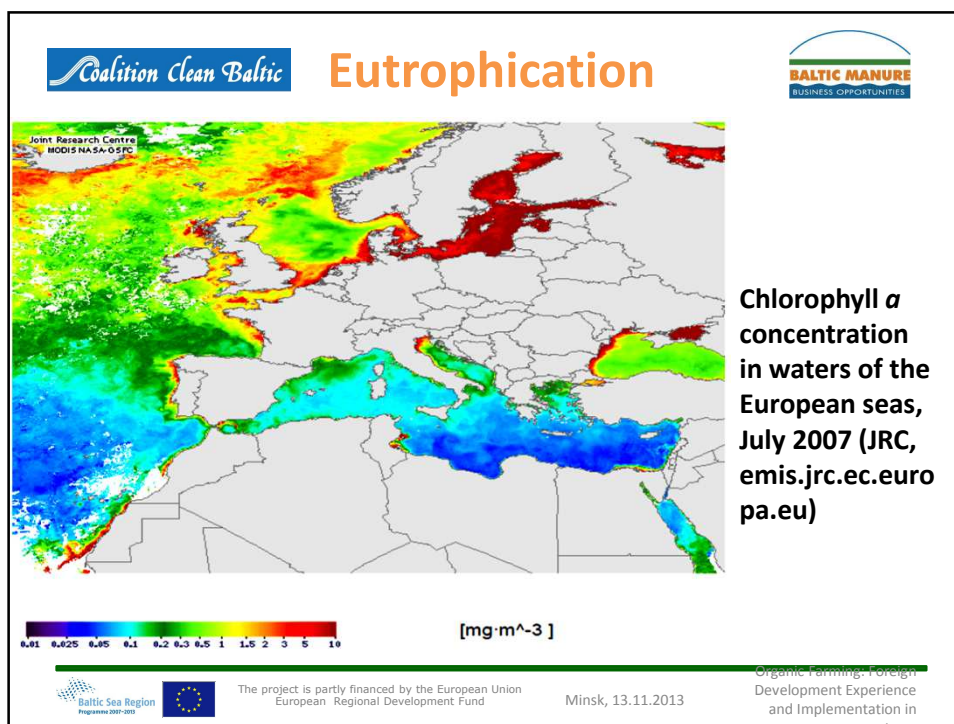 Coalition Clean Baltic
Eutrophication
BALTIC MANURE
BUSINESS OPPORTUNITIES
Joint Research Centre
MODIS NASA-GSFC
Chlorophyll a
concentration
in waters of the
European seas,
July 2007 (JRC,
emis.jrc.ec.euro
pa.eu)
0.01 0.025 0.05 0.1 0.2 0.3 0.5 1 1.5 2 3 5 10
[mg·m^-3 ]
Baltic Sea Region
Programme 2007-2013
The project is partly financed by the European Union
European Regional Development Fund
Minsk, 13.11.2013
Organic Farming: Foreign
Development Experience
and Implementation in